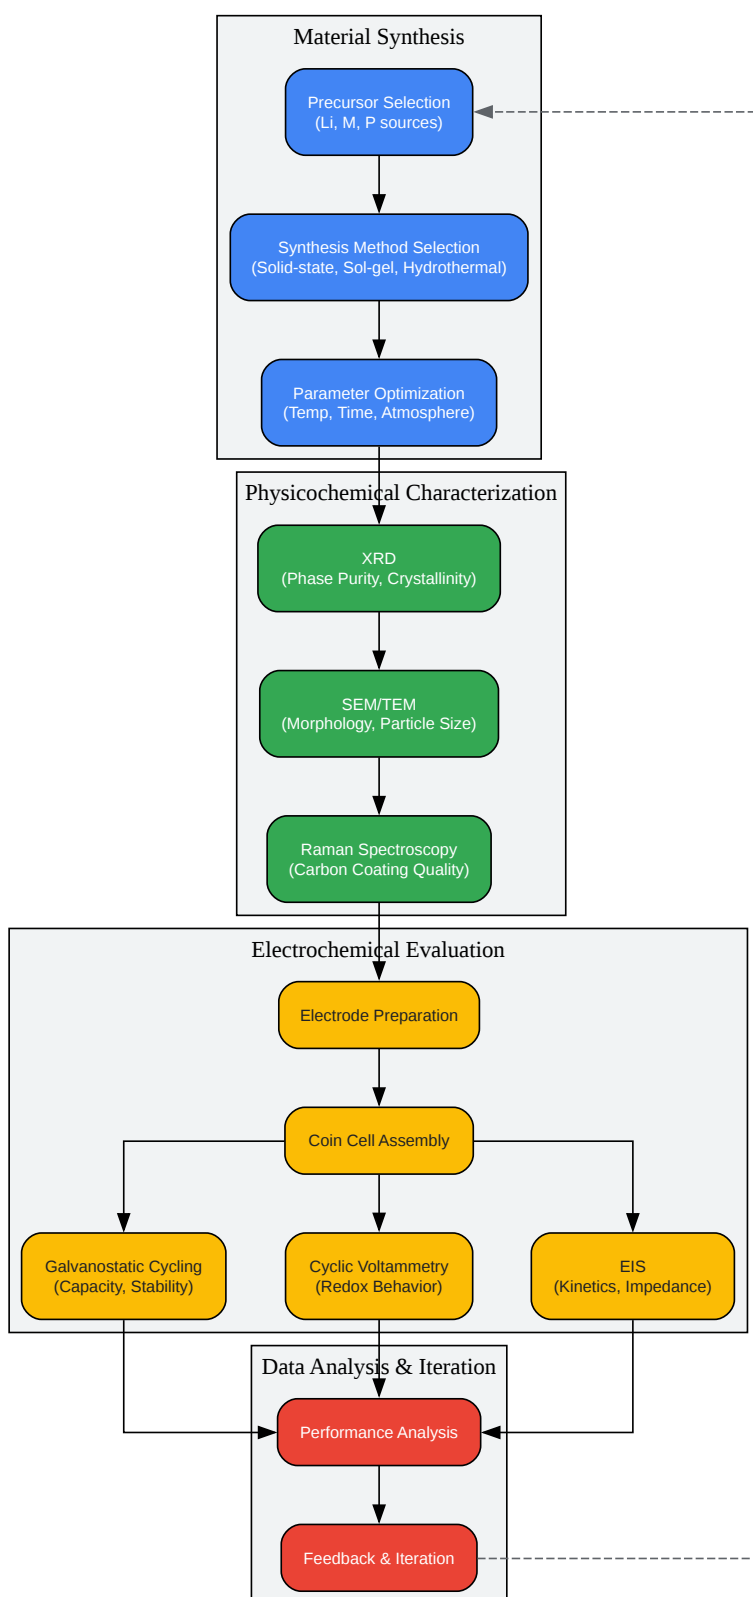 Material Synthesis
Precursor Selection
(Li, M, P sources)
Synthesis Method Selection
(Solid-state, Sol-gel, Hydrothermal)
Parameter Optimization
(Temp, Time, Atmosphere)
Physicochemical Characterization
XRD
(Phase Purity, Crystallinity)
SEM/TEM
(Morphology, Particle Size)
Raman Spectroscopy
(Carbon Coating Quality)
Electrochemical Evaluation
Electrode Preparation
Coin Cell Assembly
Galvanostatic Cycling
(Capacity, Stability)
Cyclic Voltammetry
(Redox Behavior)
EIS
(Kinetics, Impedance)
Data Analysis & Iteration
Performance Analysis
Feedback & Iteration